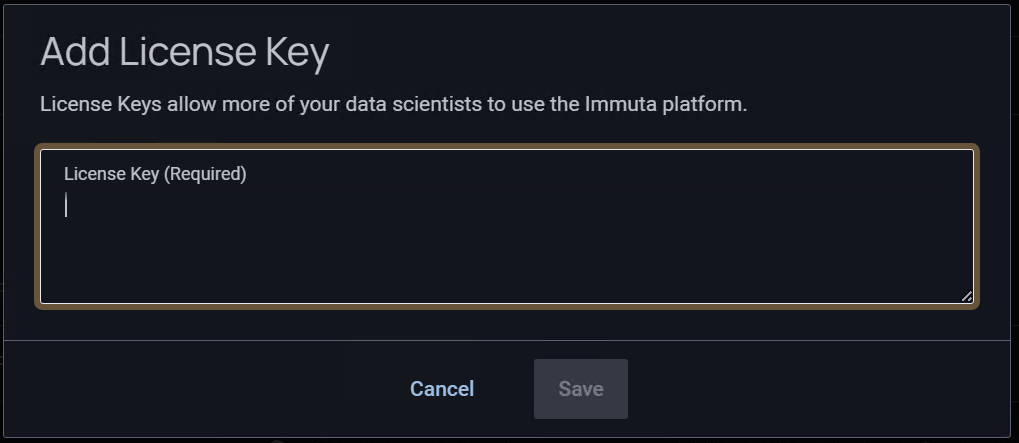 Add License Key
License Keys allow more of your data scientists to use the Immuta platform.
License Key (Required)
Cancel
Save